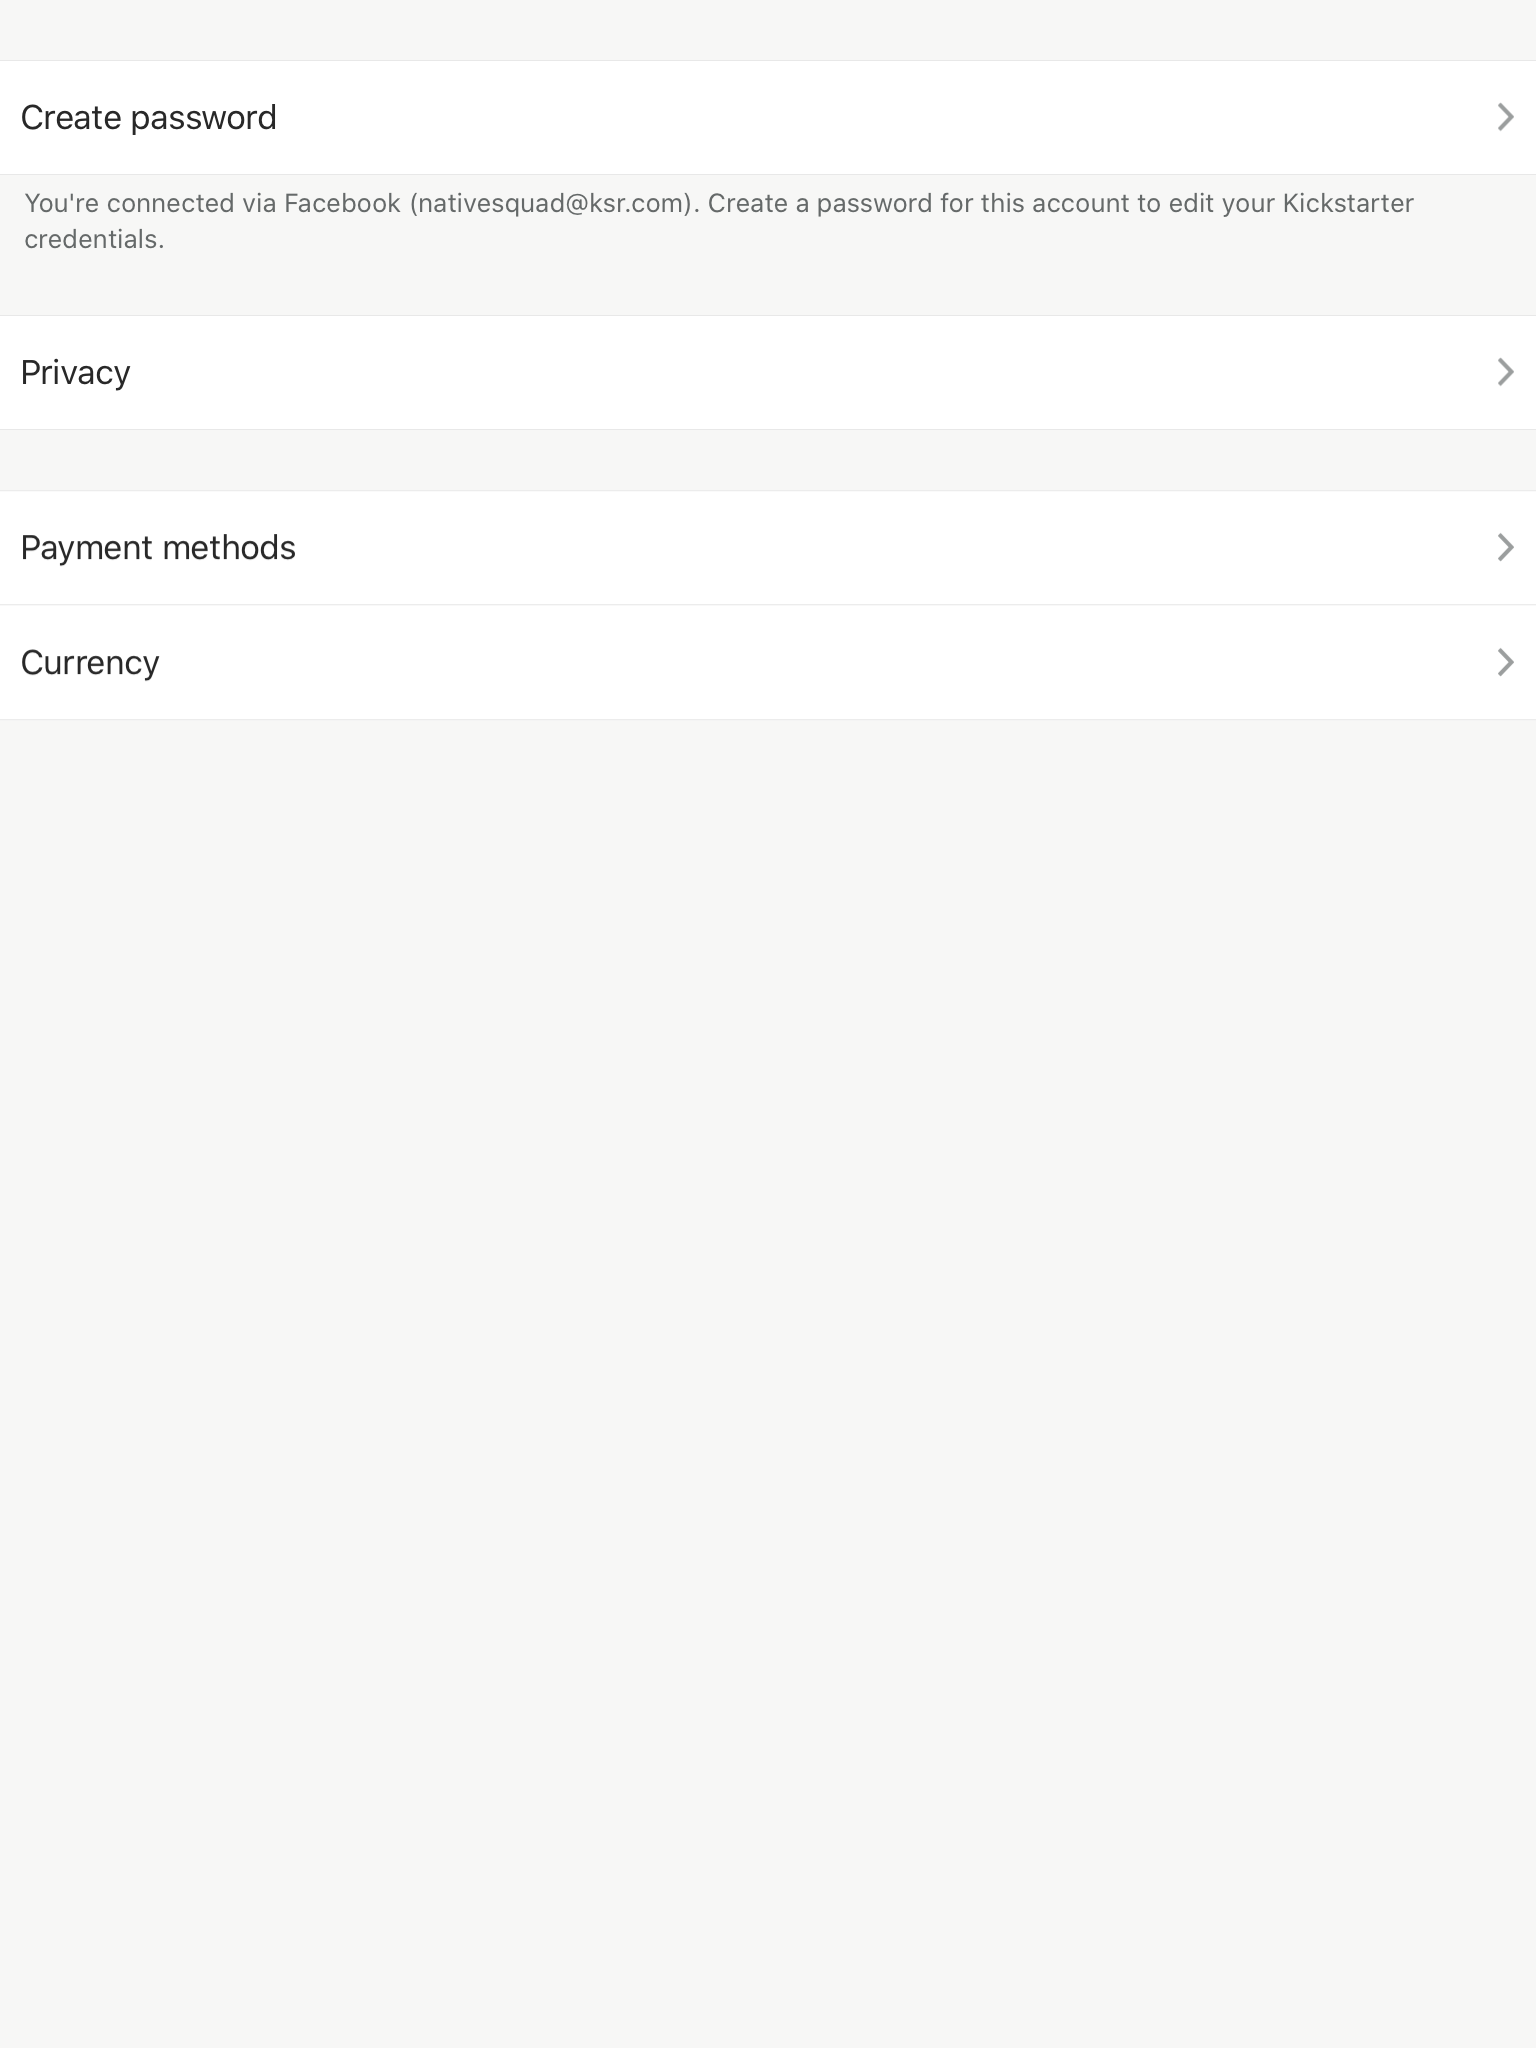 Create password
You're connected via Facebook (nativesquad@ksr.com). Create a password for this account to edit your Kickstarter
credentials.
Privacy
Payment methods
Currency